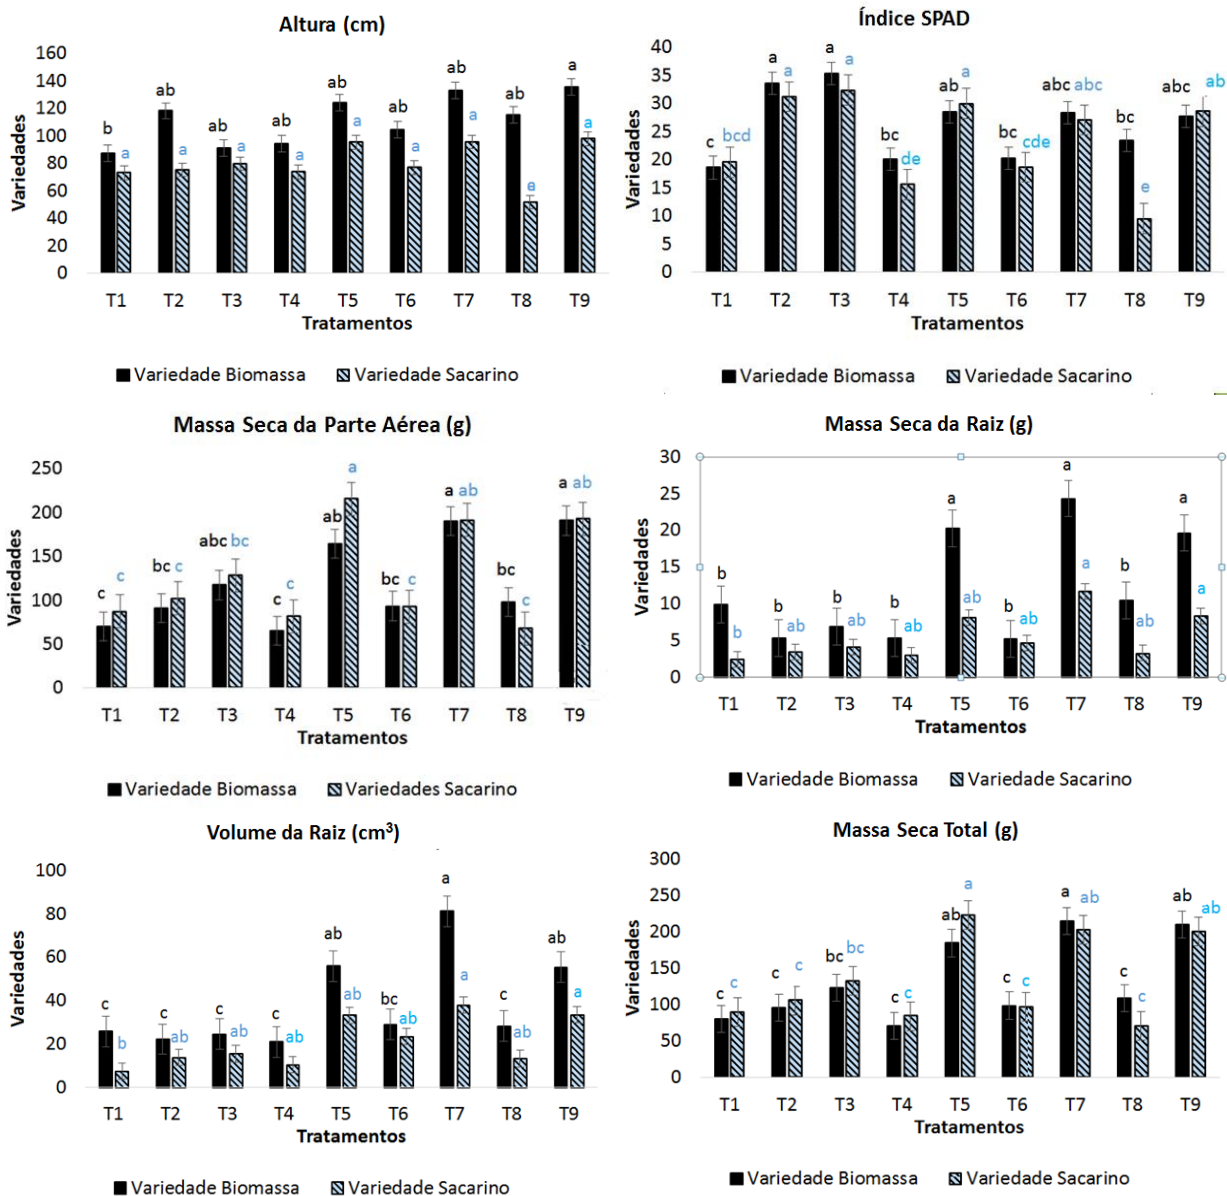 Altura (cm)
160
140
120
100
80
60
40
20
0
Variedades
b a ab a ab a ab a ab a ab a ab a ab a a a
T1 T2 T3 T4 T5 T6 T7 T8 T9
Tratamentos
Variedade Biomassa Variedade Sacarino
Índice SPAD
40
35
30
25
20
15
10
5
0
Variedades
c bcd a a a a bc de ab a bc cde abc abc bc e abc ab
T1 T2 T3 T4 T5 T6 T7 T8 T9
Tratamentos
Variedade Biomassa Variedade Sacarino
Massa Seca da Parte Aérea (g)
250
200
150
100
50
0
Variedades
c c bc c abc bc c c ab a bc c a ab bc c a ab
T1 T2 T3 T4 T5 T6 T7 T8 T9
Tratamentos
Variedade Biomassa Variedades Sacarino
Massa Seca da Raiz (g)
30
25
20
15
10
5
0
Variedades
b b b ab b ab b ab a ab b ab a a b ab a a
T1 T2 T3 T4 T5 T6 T7 T8 T9
Tratamentos
Variedade Biomassa Variedade Sacarino
Volume da Raiz (cm³)
100
80
60
40
20
0
Variedades
c b c ab c ab c ab ab ab bc ab a a c ab ab a
T1 T2 T3 T4 T5 T6 T7 T8 T9
Tratamentos
Variedade Biomassa Variedade Sacarino
Massa Seca Total (g)
300
250
200
150
100
50
0
Variedades
c c c c bc bc c c ab a c c a ab c c ab ab
T1 T2 T3 T4 T5 T6 T7 T8 T9
Tratamentos
Variedade Biomassa Variedade Sacarino